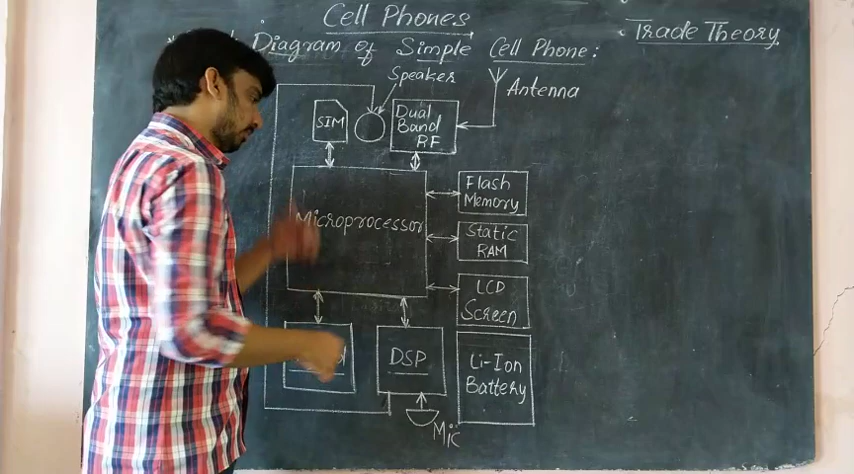 Cell Phones
Trade Theory
Diagram of Simple Cell Phone:
Speaker
Antenna
SIM
Dual
Band
RF
Flash
Memory
Microprocessor
Static
RAM
LCD
Screen
DSP
Li-Ion
Battery
Mic